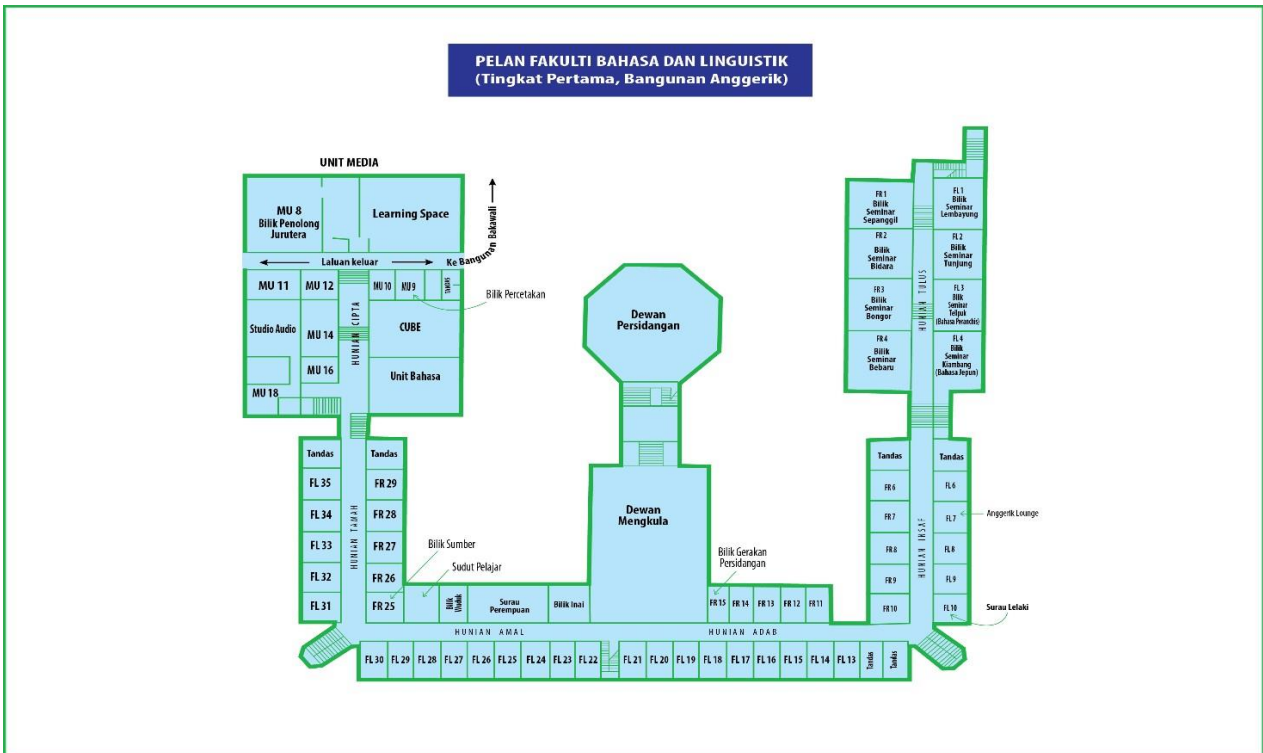 PELAN FAKULTI BAHASA DAN LINGUISTIK
(Tingkat Pertama, Bangunan Anggerik)
UNIT MEDIA
MU 8
Bilik Penolong
Jurutera
Learning Space
Laluan keluar
Ke Bangunan Bakawali
MU 11
MU 12
MU 10
MU 9
TANDAS
Bilik Percetakan
Studio Audio
MU 14
HUNIAN CIPTA
CUBE
MU 16
Unit Bahasa
MU 18
Tandas
Tandas
FL 35
FR 29
FL 34
FR 28
FL 33
FR 27
FL 32
FR 26
FL 31
FR 25
HUNIAN TAMAH
Bilik Sumber
Sudut Pelajar
Bilik
Wuduk
Surau
Perempuan
Bilik Inai
Dewan
Persidangan
Dewan
Mengkula
Bilik Gerakan
Persidangan
FR 15
FR 14
FR 13
FR 12
FR 11
HUNIAN AMAL
HUNIAN ADAB
FL 30
FL 29
FL 28
FL 27
FL 26
FL 25
FL 24
FL 23
FL 22
FL 21
FL 20
FL 19
FL 18
FL 17
FL 16
FL 15
FL 14
FL 13
Tandas
Tandas
FR 1
Bilik
Seminar
Sepanggil
FL 1
Bilik
Seminar
Lembayung
FR 2
Bilik
Seminar
Bidara
FL 2
Bilik
Seminar
Tunjung
FR 3
Bilik
Seminar
Bongor
FL 3
Bilik
Seminar
Telpuk
(Bahasa Peranchis)
FR 4
Bilik
Seminar
Bebaru
FL 4
Bilik
Seminar
Kiambang
(Bahasa Jepun)
HUNIAN TULUS
Tandas
Tandas
FR 6
FL 6
FR 7
FL 7
Anggerik Lounge
FR 8
FL 8
FR 9
FL 9
FR 10
FL 10
Surau Lelaki
HUNIAN IKSAF